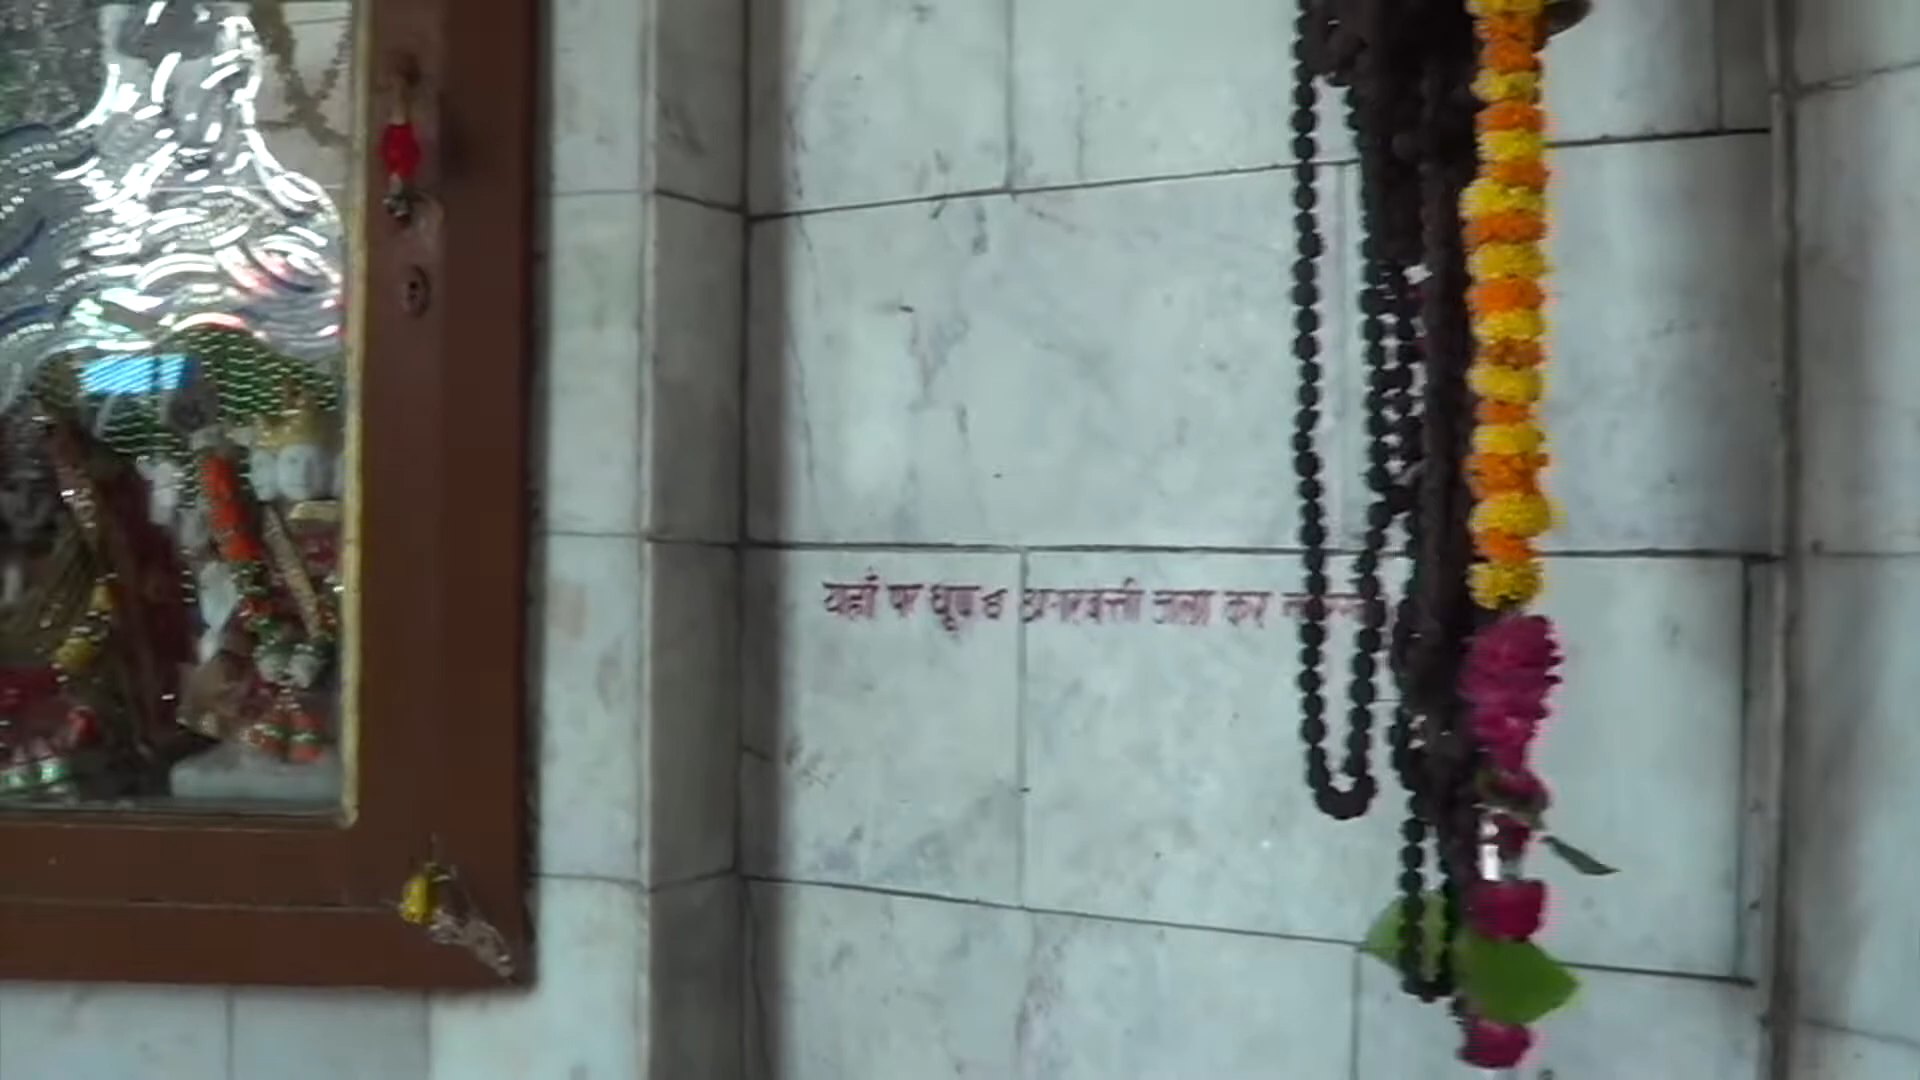 यहाँ पर धूप व अगरबत्ती जला कर